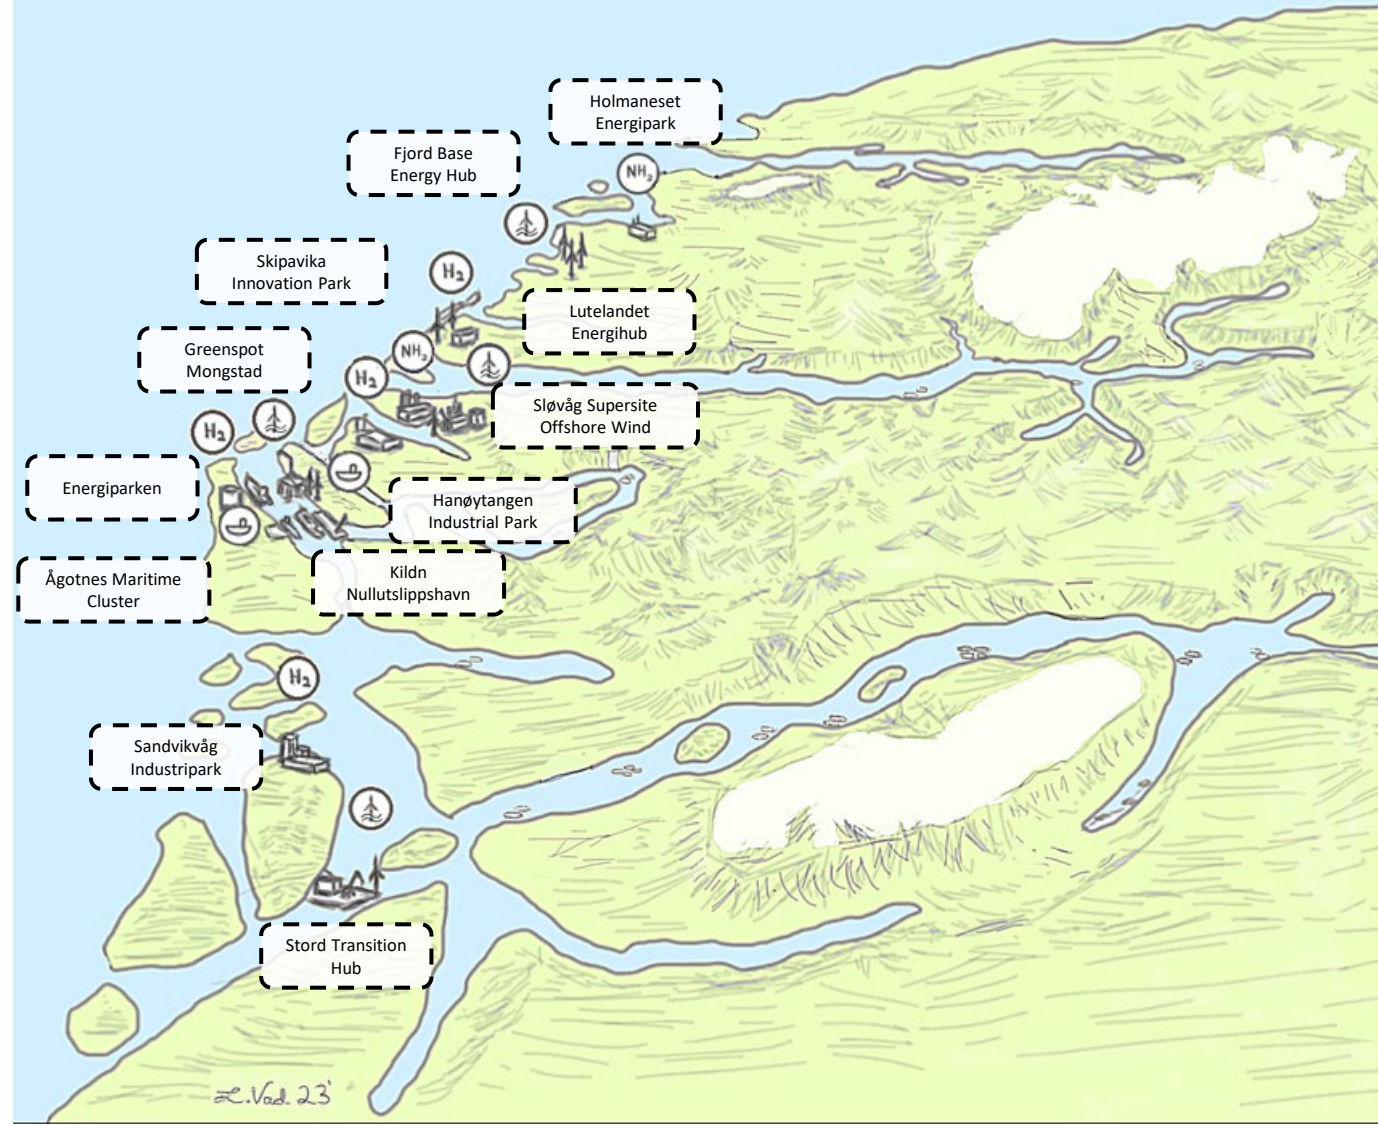 Holmaneset
Energipark
Fjord Base
Energy Hub
NH₃
Skipavika
Innovation Park
H₂
Lutelandet
Energihub
Greenspot
Mongstad
NH₃
H₂
Sløvåg Supersite
Offshore Wind
H₂
Energiparken
Hanøytangen
Industrial Park
Ågotnes Maritime
Cluster
Kildn
Nullutslippshavn
H₂
Sandvikvåg
Industripark
Stord Transition
Hub
L.Vad 23'